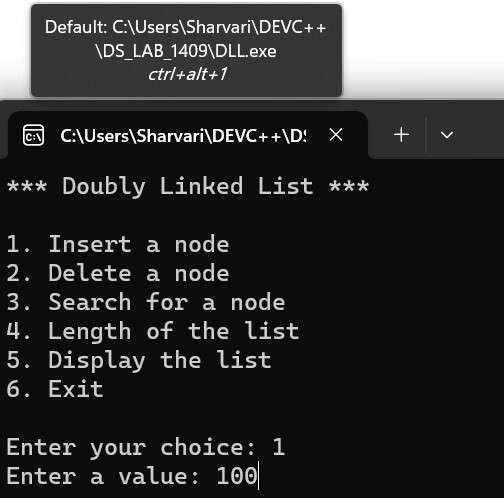 Default: C:\Users\Sharvari\DEVC++
\DS_LAB_1409\DLL.exe
ctrl+alt+1
C:\Users\Sharvari\DEVC++\DS
*** Doubly Linked List ***
1. Insert a node
2. Delete a node
3. Search for a node
4. Length of the list
5. Display the list
6. Exit
Enter your choice: 1
Enter a value: 100